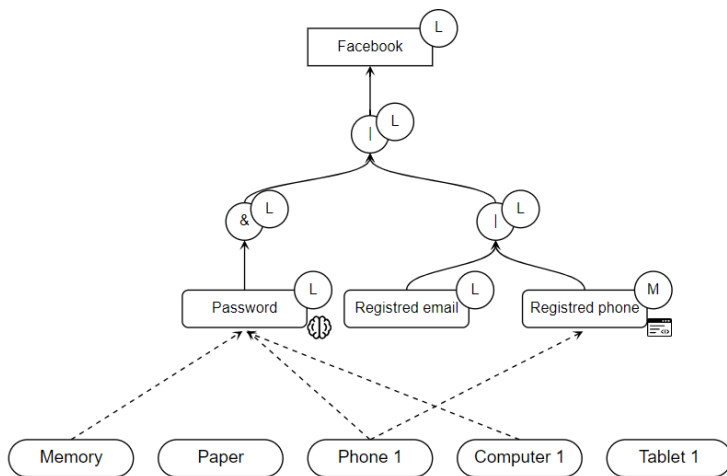 L
Facebook
| L
& L
| L
L
Password
L
Registred email
M
Registred phone
Memory
Paper
Phone 1
Computer 1
Tablet 1